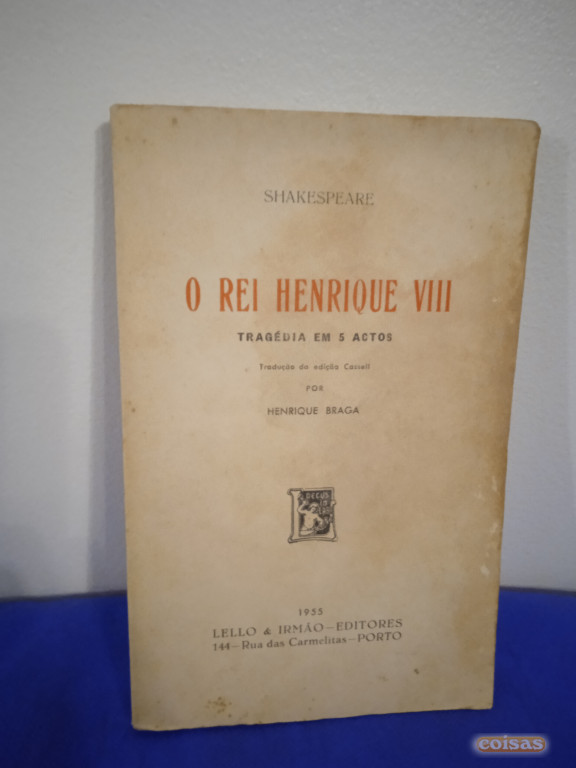 SHAKESPEARE
O REI HENRIQUE VIII
TRAGÉDIA EM 5 ACTOS
Tradução da edição Cassell
POR
HENRIQUE BRAGA
DECUS
1955
LELLO & IRMÃO—EDITORES
144—Rua das Carmelitas—PORTO
coisas